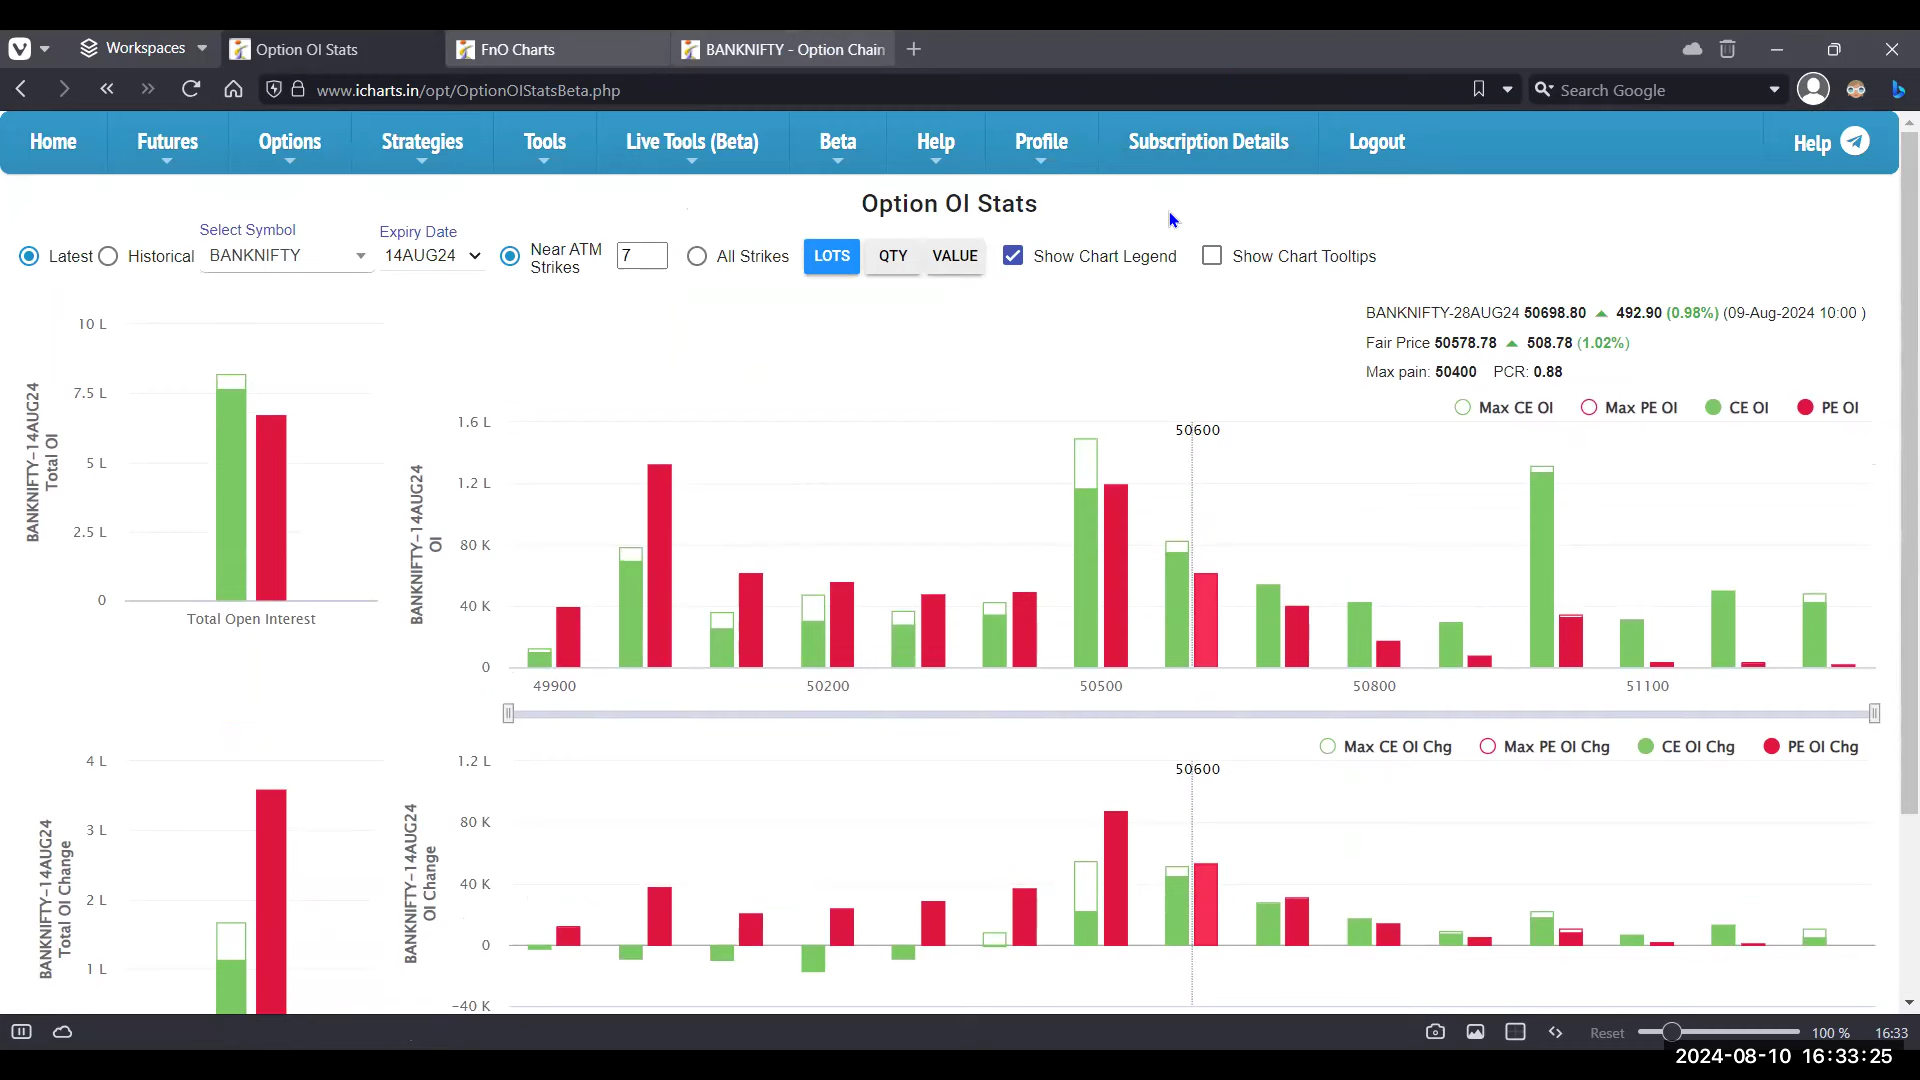 Workspaces
Option OI Stats
FnO Charts
BANKNIFTY - Option Chain
www.icharts.in/opt/OptionOIStatsBeta.php
Search Google
Home Futures Options Strategies Tools Live Tools (Beta) Beta Help Profile Subscription Details Logout Help
Option OI Stats
Select Symbol
Expiry Date
Latest Historical BANKNIFTY 14AUG24 Near ATM Strikes 7 All Strikes LOTS QTY VALUE Show Chart Legend Show Chart Tooltips
BANKNIFTY-28AUG24 50698.80 ▲ 492.90 (0.98%) (09-Aug-2024 10:00 )
Fair Price 50578.78 ▲ 508.78 (1.02%)
Max pain: 50400 PCR: 0.88
BANKNIFTY-14AUG24
Total OI
10 L
7.5 L
5 L
2.5 L
0
Total Open Interest
Max CE OI Max PE OI CE OI PE OI
BANKNIFTY-14AUG24
OI
50600
1.6 L
1.2 L
80 K
40 K
0
49900 50200 50500 50800 51100
BANKNIFTY-14AUG24
Total OI Change
4 L
3 L
2 L
1 L
Max CE OI Chg Max PE OI Chg CE OI Chg PE OI Chg
BANKNIFTY-14AUG24
OI Change
50600
1.2 L
80 K
40 K
0
-40 K
Reset 100 % 16:33
2024-08-10 16:33:25